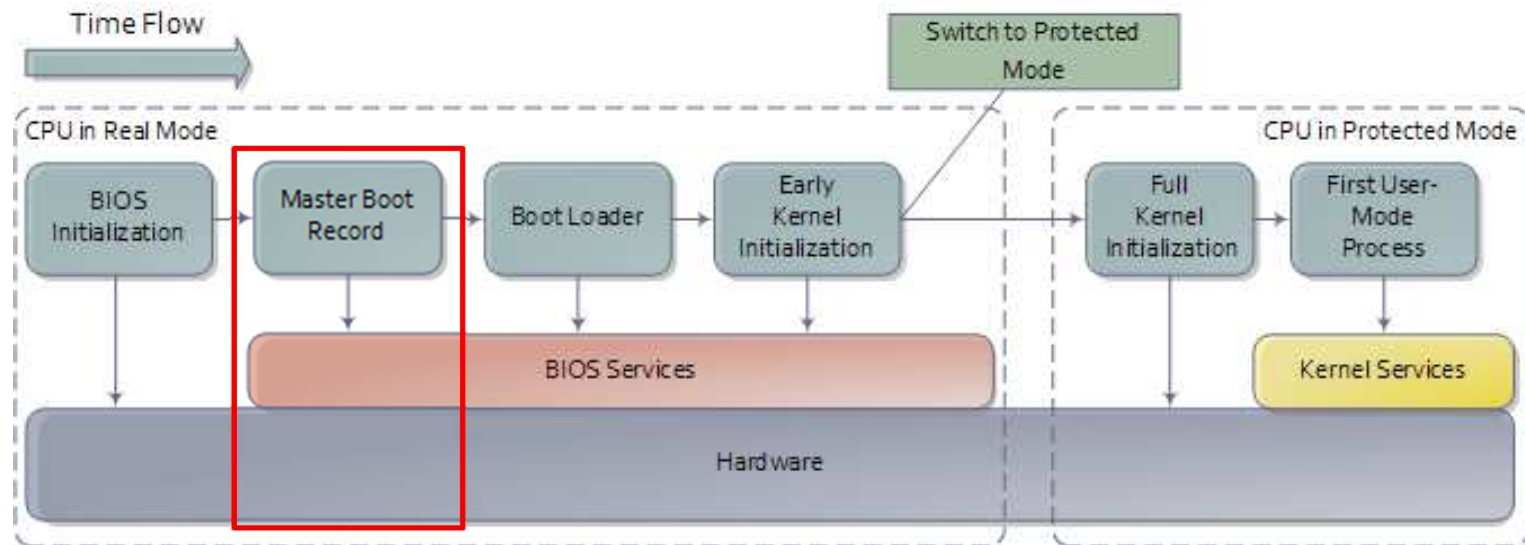 Time Flow
Switch to Protected
Mode
CPU in Real Mode
CPU in Protected Mode
BIOS
Initialization
Master Boot
Record
Boot Loader
Early
Kernel
Initialization
Full
Kernel
Initialization
First User-
Mode
Process
BIOS Services
Kernel Services
Hardware